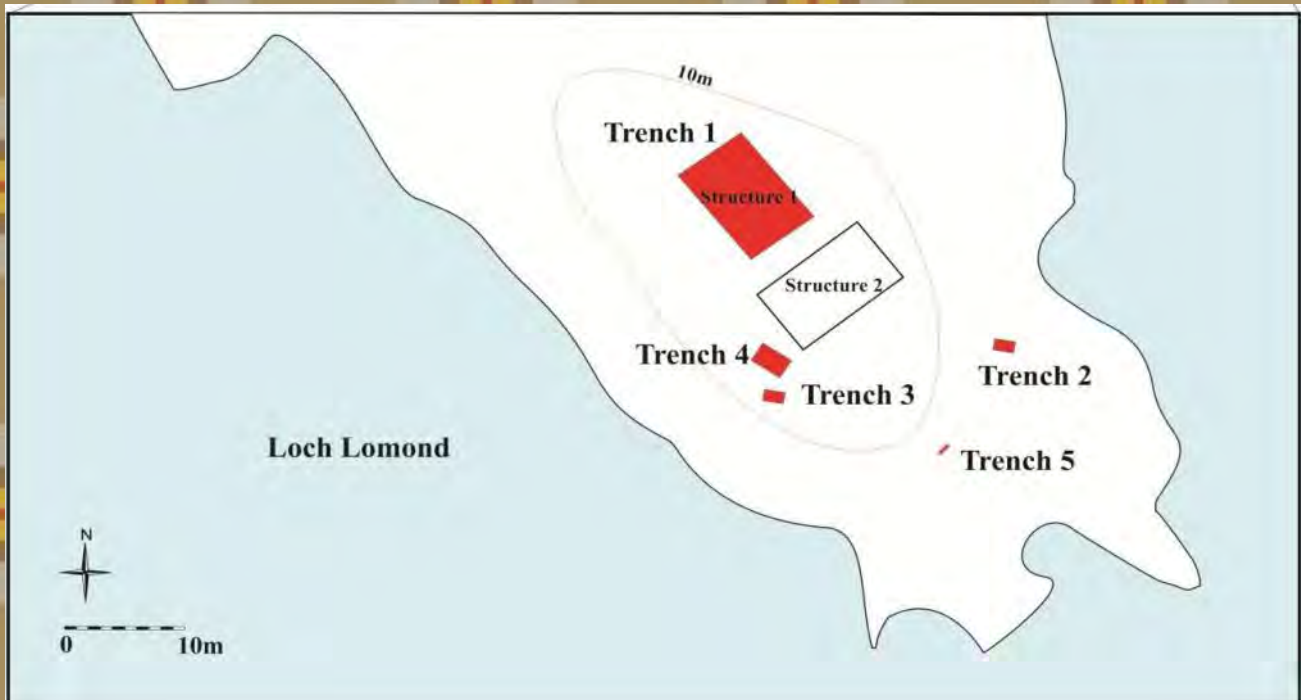 10m
Trench 1
Structure 1
Structure 2
Trench 4
Trench 2
Trench 3
Loch Lomond
Trench 5
N
0 10m